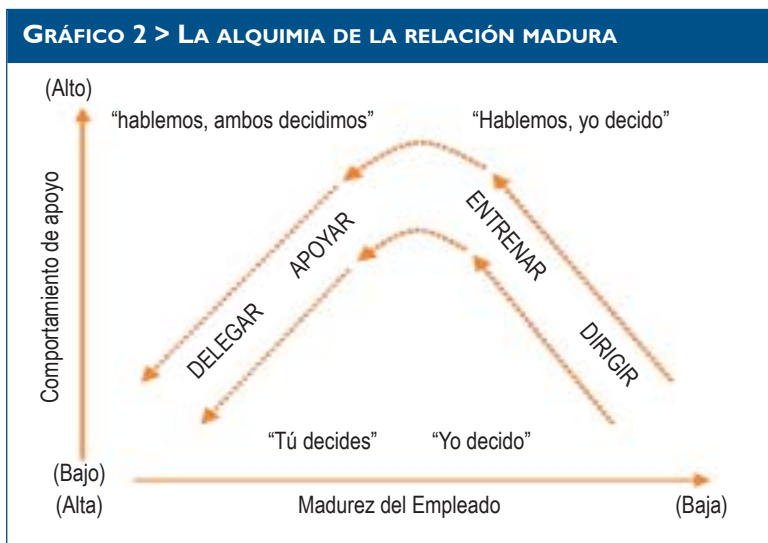 GRÁFICO 2 > LA ALQUIMIA DE LA RELACIÓN MADURA
(Alto)
“hablemos, ambos decidimos”
“Hablemos, yo decido”
Comportamiento de apoyo
APOYAR
ENTRENAR
DELEGAR
DIRIGIR
“Tú decides”
“Yo decido”
(Bajo)
(Alta)
Madurez del Empleado
(Baja)